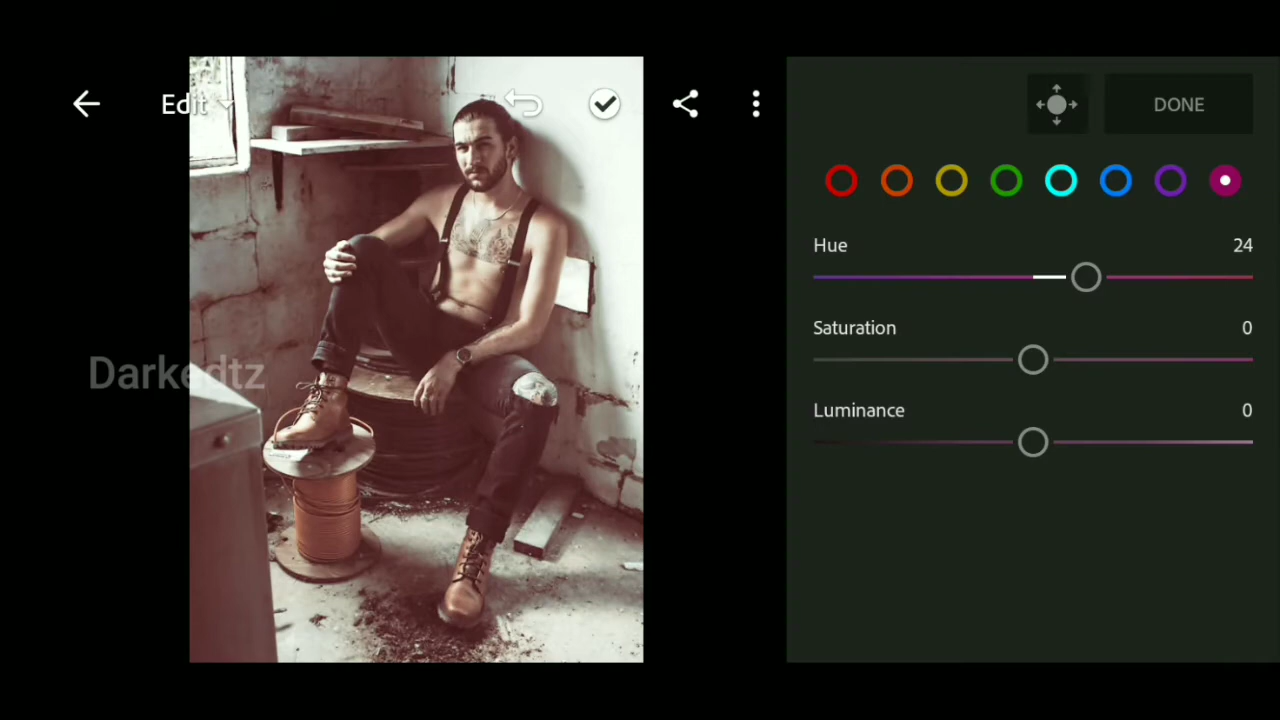 Edit
DONE
Hue 24
Saturation 0
Luminance 0
Darkedtz